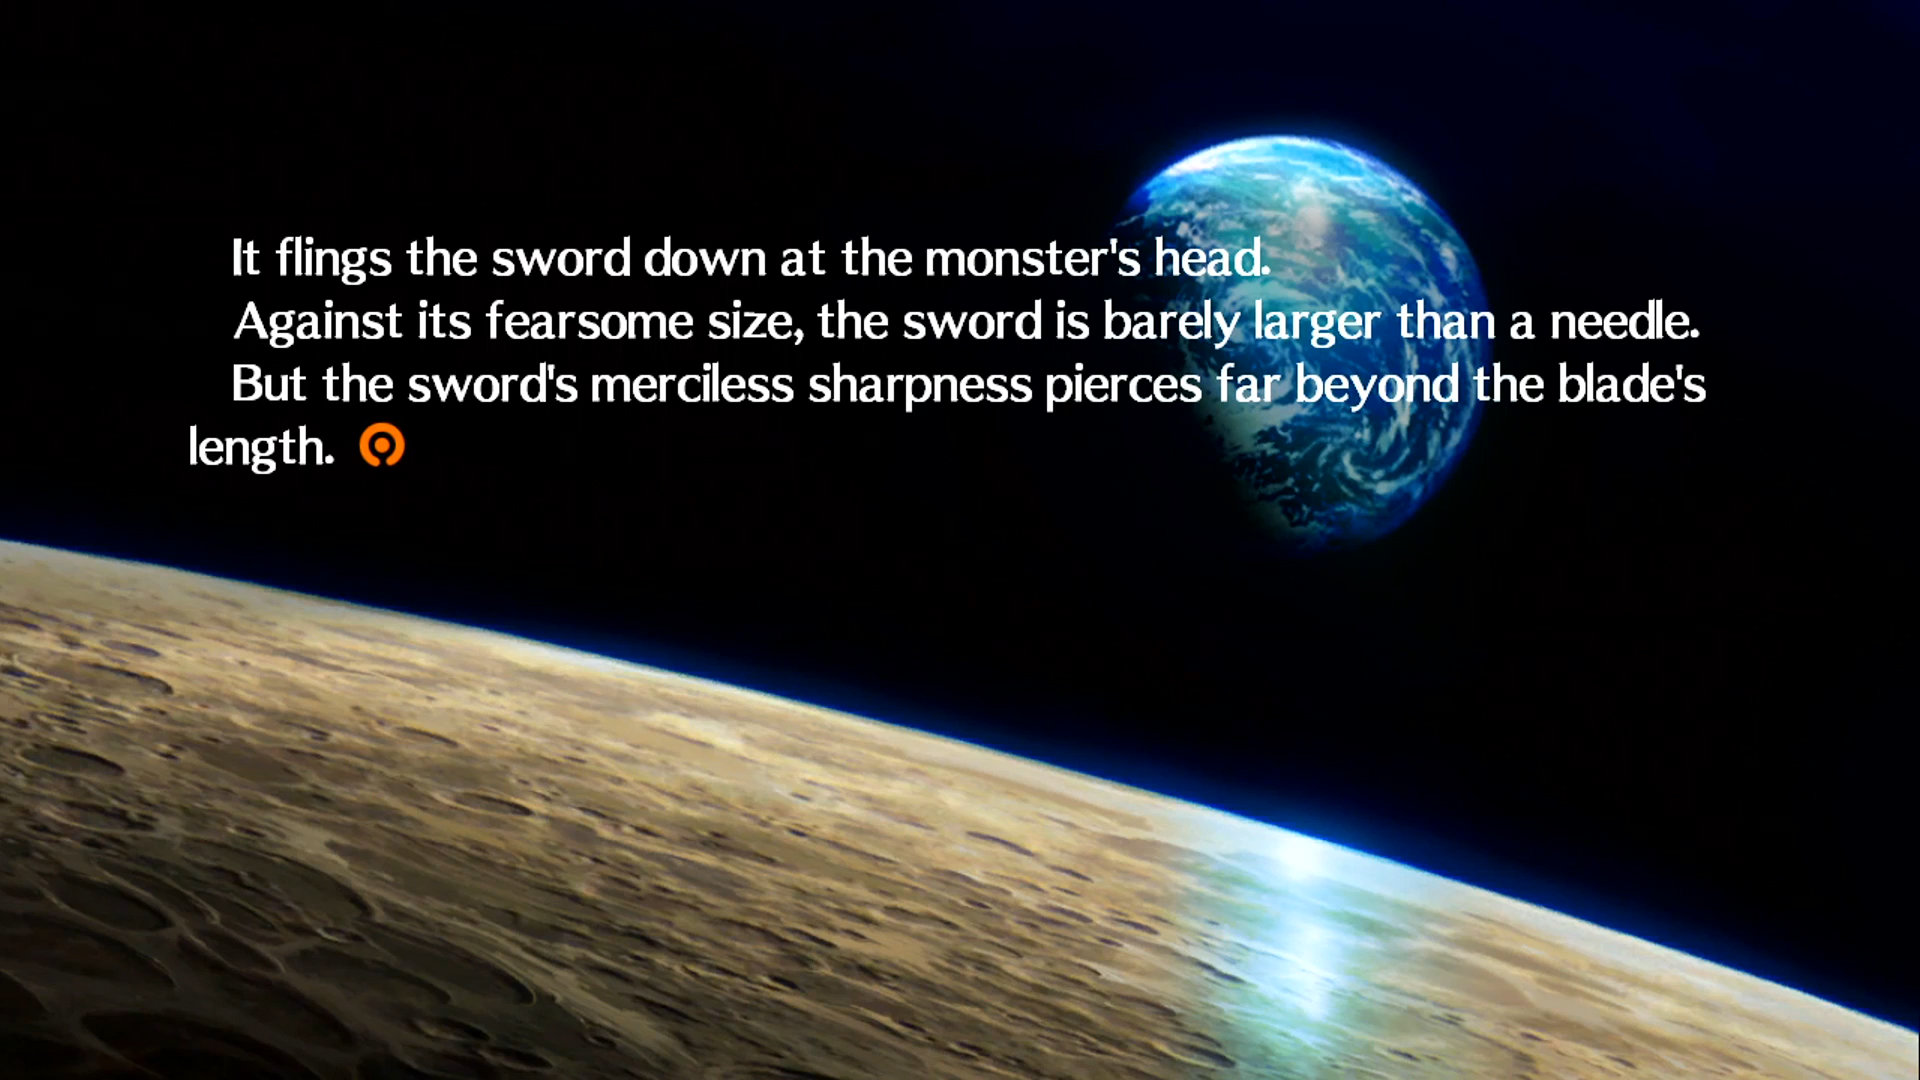 It flings the sword down at the monster's head.
Against its fearsome size, the sword is barely larger than a needle.
But the sword's merciless sharpness pierces far beyond the blade's
length.